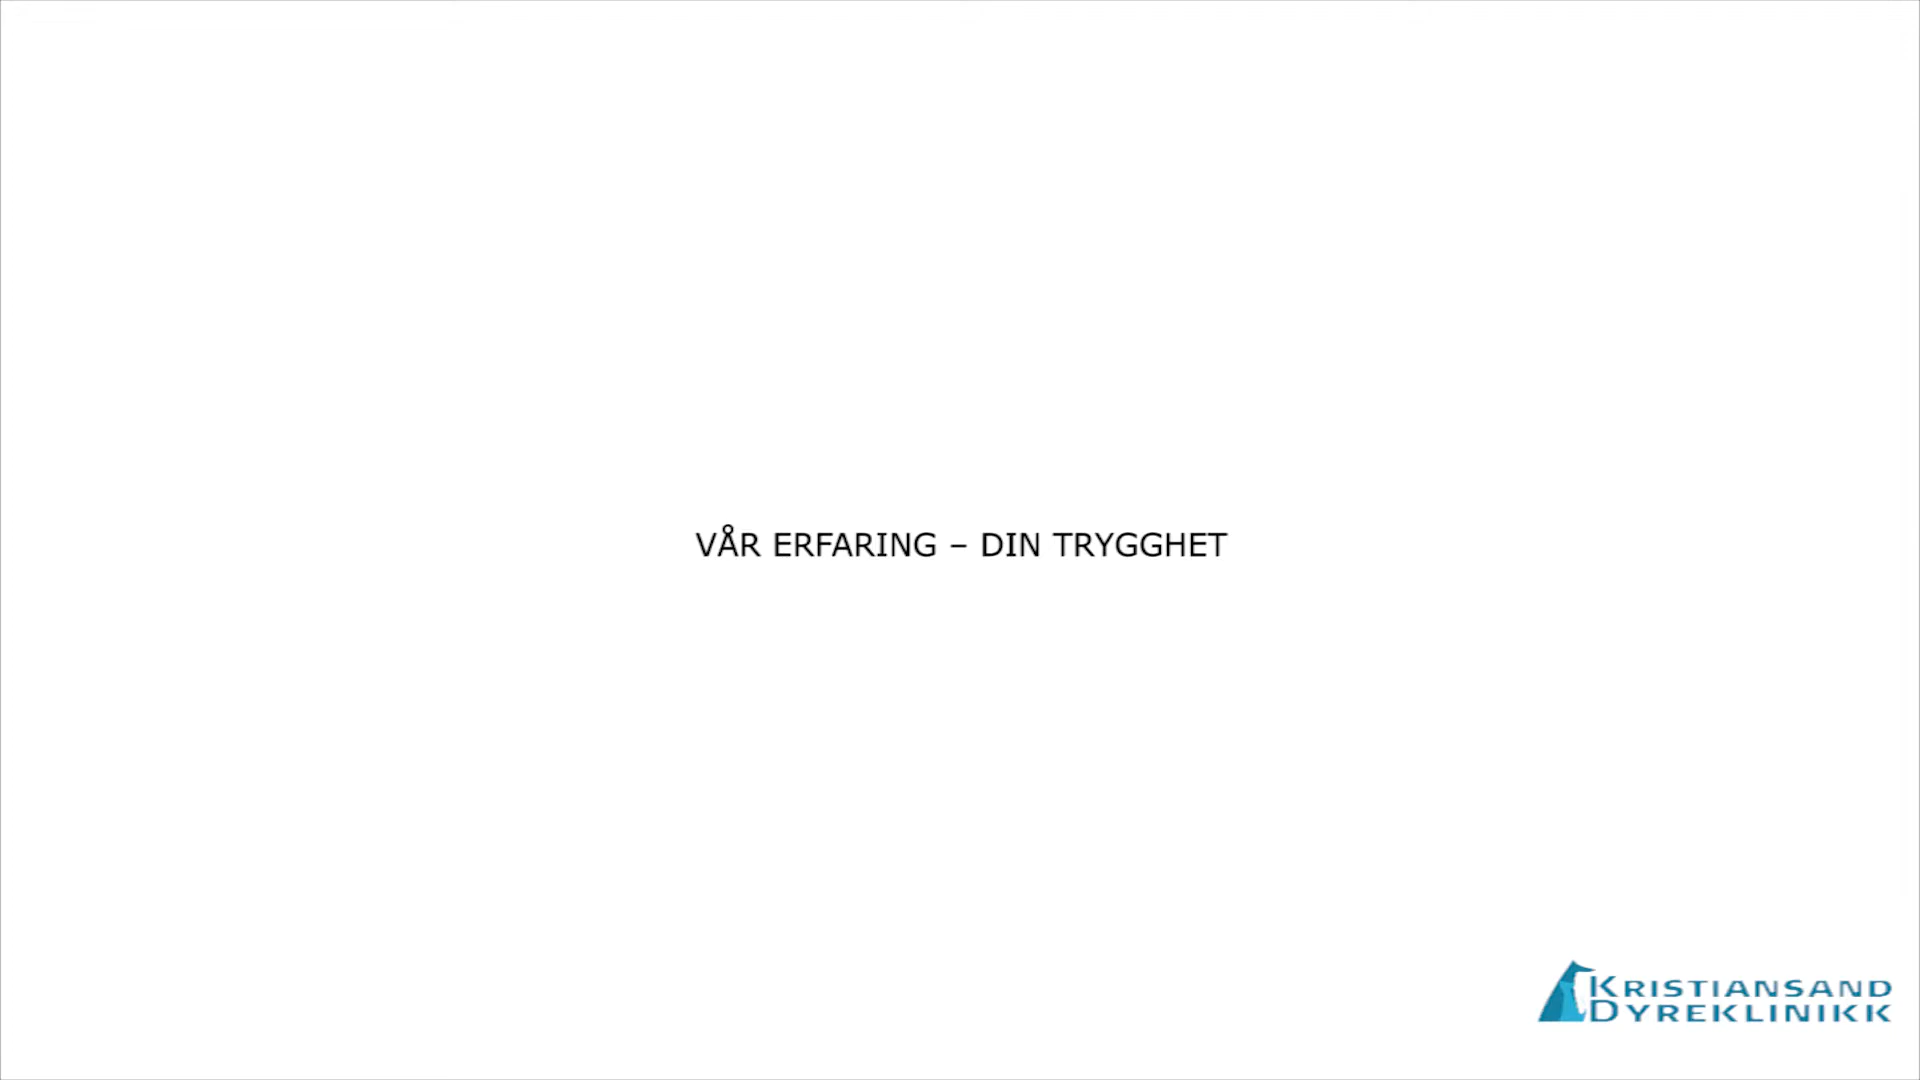 VÅR ERFARING – DIN TRYGGHET
KRISTIANSAND
DYREKLINIKK